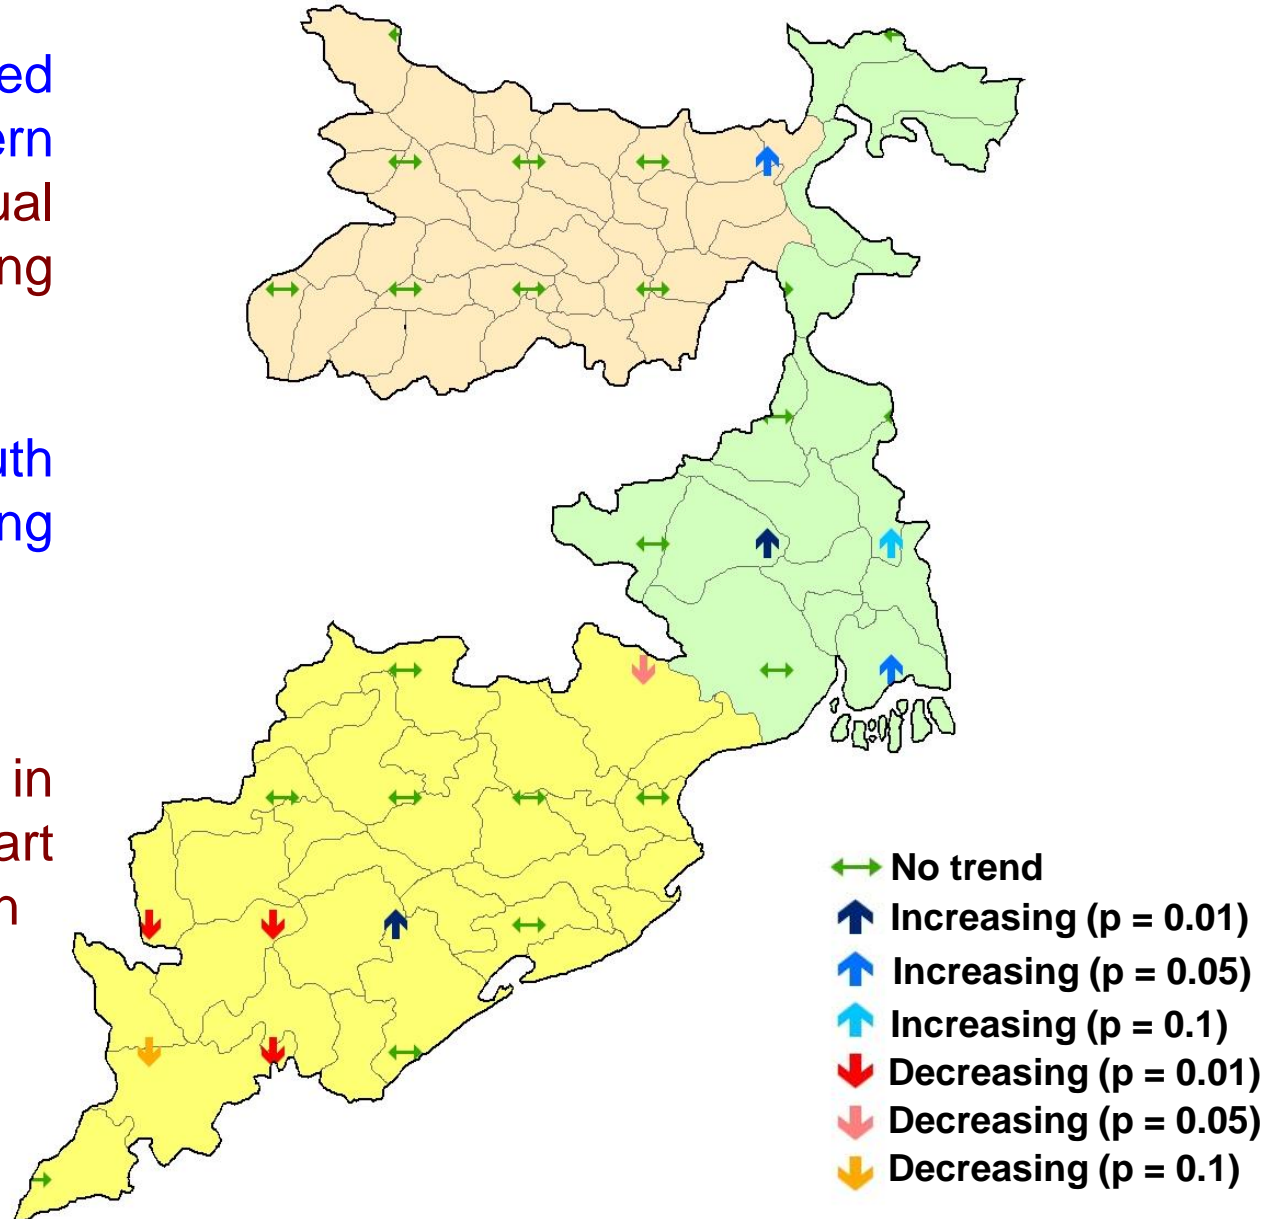 ed
ern
ual
ng
uth
ng
in
art
n
No trend
Increasing (p = 0.01)
Increasing (p = 0.05)
Increasing (p = 0.1)
Decreasing (p = 0.01)
Decreasing (p = 0.05)
Decreasing (p = 0.1)